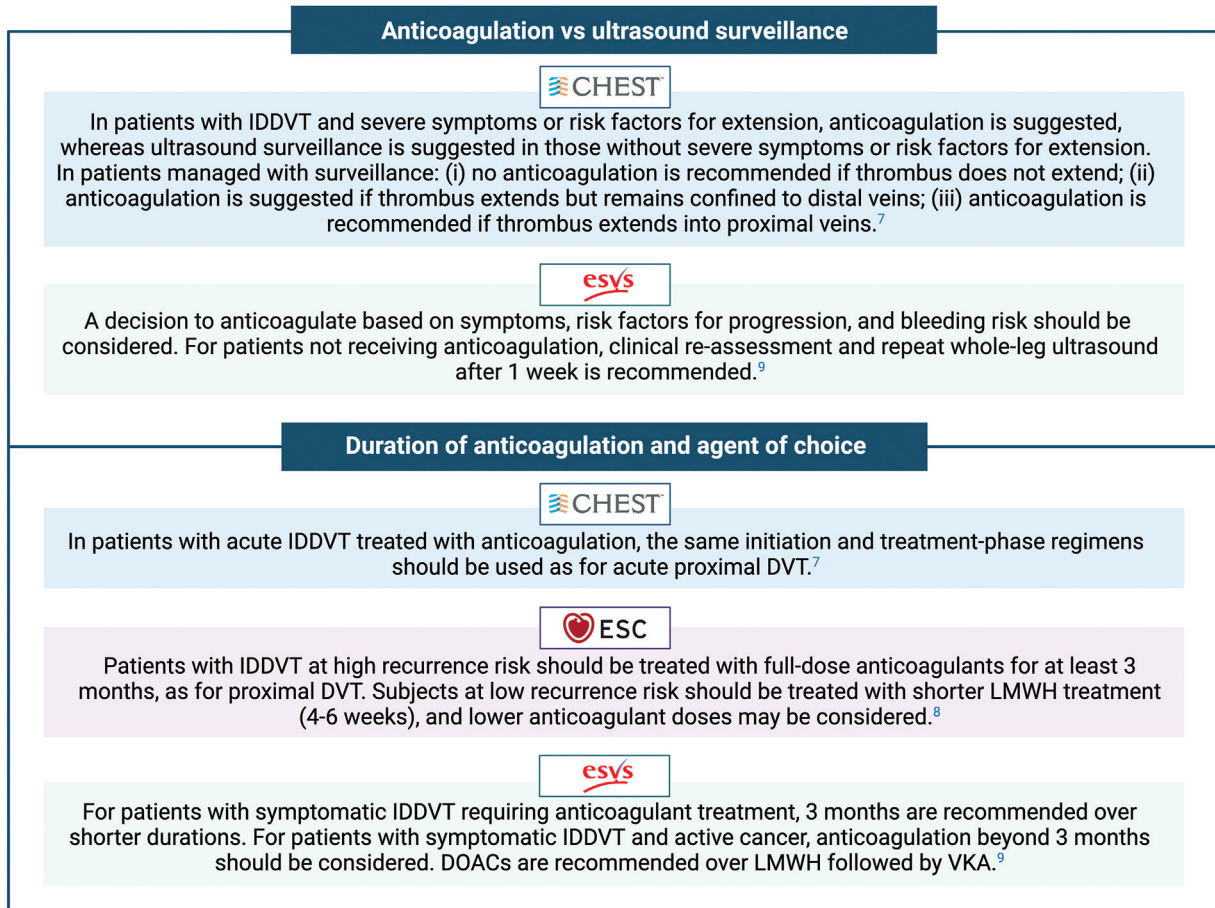 Anticoagulation vs ultrasound surveillance
CHEST™
In patients with IDDVT and severe symptoms or risk factors for extension, anticoagulation is suggested,
whereas ultrasound surveillance is suggested in those without severe symptoms or risk factors for extension.
In patients managed with surveillance: (i) no anticoagulation is recommended if thrombus does not extend; (ii)
anticoagulation is suggested if thrombus extends but remains confined to distal veins; (iii) anticoagulation is
recommended if thrombus extends into proximal veins.7
esvs
A decision to anticoagulate based on symptoms, risk factors for progression, and bleeding risk should be
considered. For patients not receiving anticoagulation, clinical re-assessment and repeat whole-leg ultrasound
after 1 week is recommended.9
Duration of anticoagulation and agent of choice
CHEST™
In patients with acute IDDVT treated with anticoagulation, the same initiation and treatment-phase regimens
should be used as for acute proximal DVT.7
ESC
Patients with IDDVT at high recurrence risk should be treated with full-dose anticoagulants for at least 3
months, as for proximal DVT. Subjects at low recurrence risk should be treated with shorter LMWH treatment
(4-6 weeks), and lower anticoagulant doses may be considered.8
esvs
For patients with symptomatic IDDVT requiring anticoagulant treatment, 3 months are recommended over
shorter durations. For patients with symptomatic IDDVT and active cancer, anticoagulation beyond 3 months
should be considered. DOACs are recommended over LMWH followed by VKA.9